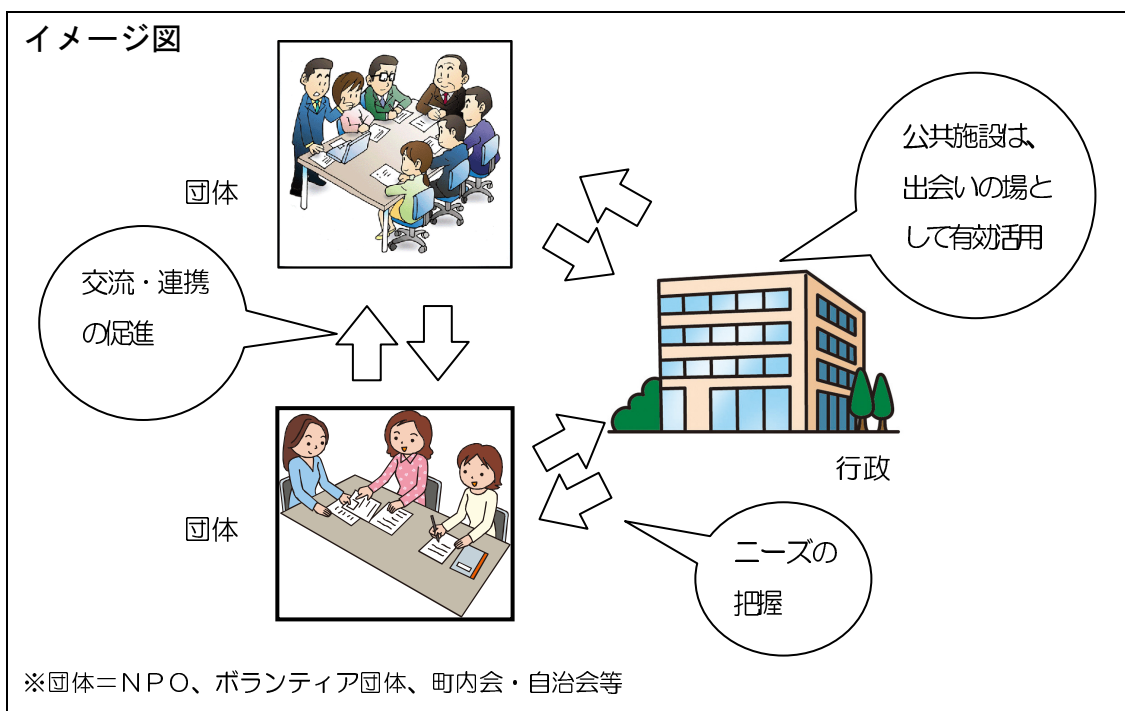 イメージ図
団体
公共施設は、
出会いの場と
して有効活用
交流・連携
の促進
行政
団体
ニーズの
把握
※団体＝ＮＰＯ、ボランティア団体、町内会・自治会等